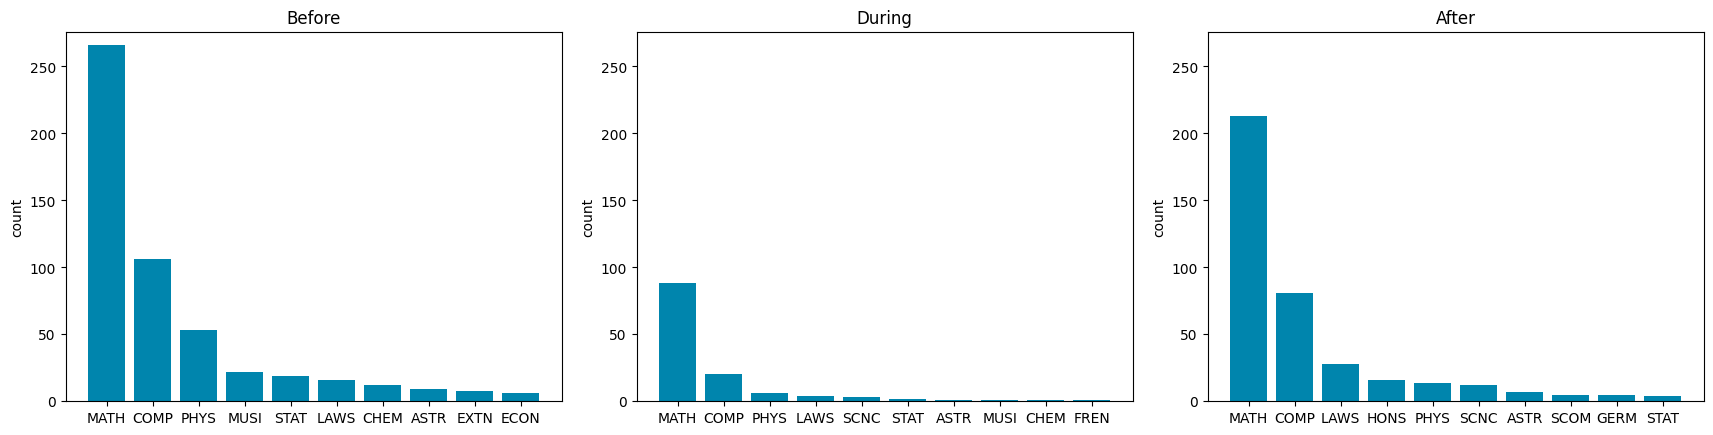 Before
count
250
200
150
100
50
0
MATH COMP PHYS MUSI STAT LAWS CHEM ASTR EXTN ECON
During
count
250
200
150
100
50
0
MATH COMP PHYS LAWS SCNC STAT ASTR MUSI CHEM FREN
After
count
250
200
150
100
50
0
MATH COMP LAWS HONS PHYS SCNC ASTR SCOM GERM STAT